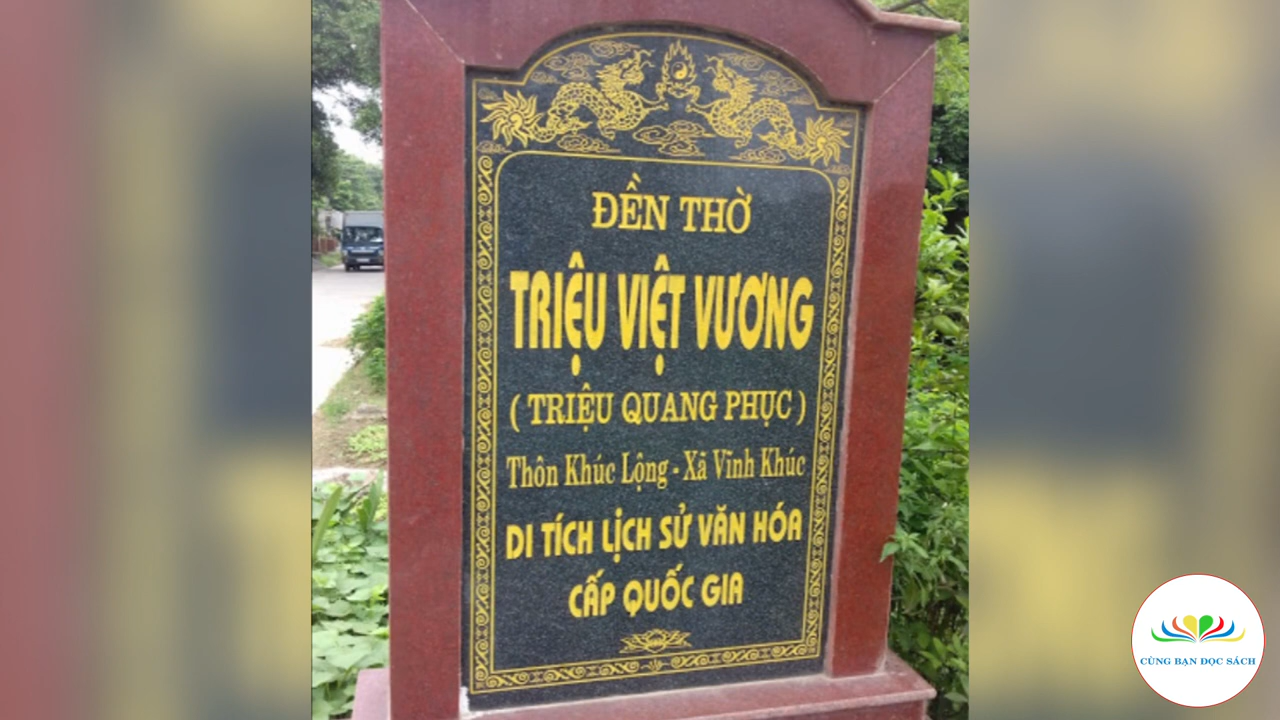 ĐỀN THỜ
TRIỆU VIỆT VƯƠNG
( TRIỆU QUANG PHỤC )
Thôn Khúc Lộng - Xã Vĩnh Khúc
DI TÍCH LỊCH SỬ VĂN HÓA
CẤP QUỐC GIA
CÙNG BẠN ĐỌC SÁCH